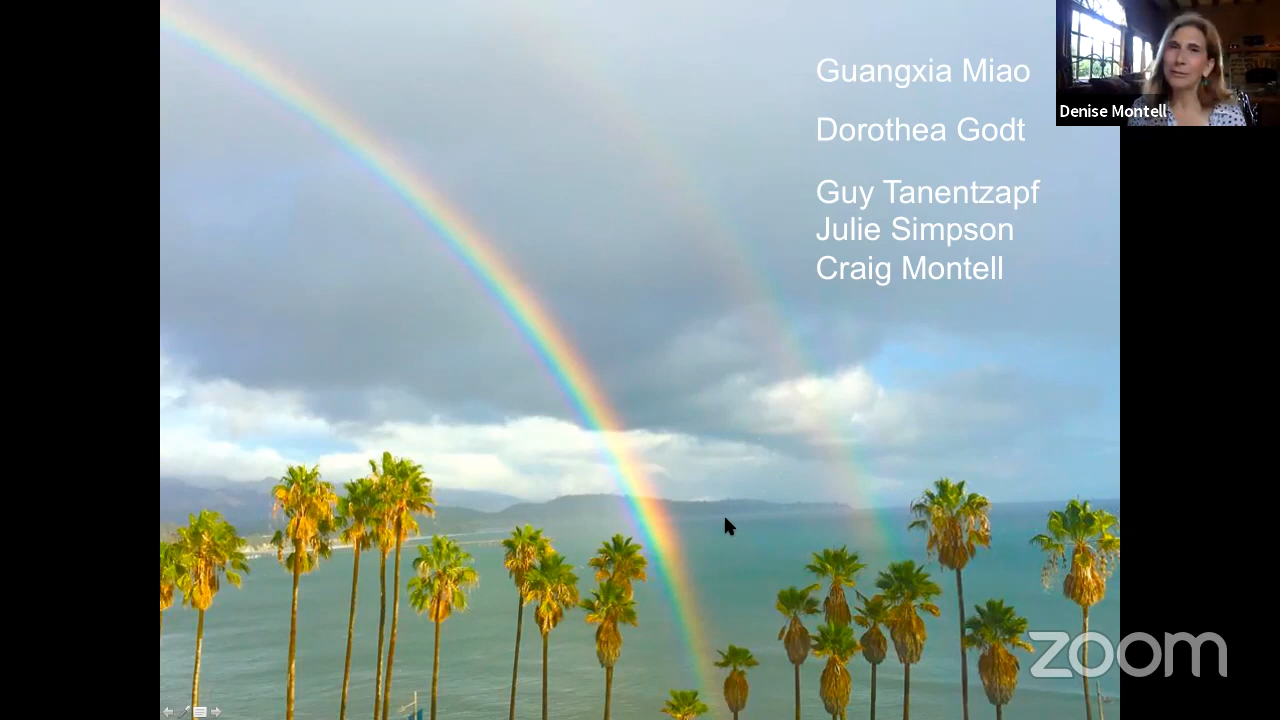 Guangxia Miao
Dorothea Godt
Guy Tanentzapf
Julie Simpson
Craig Montell
Denise Montell
zoom